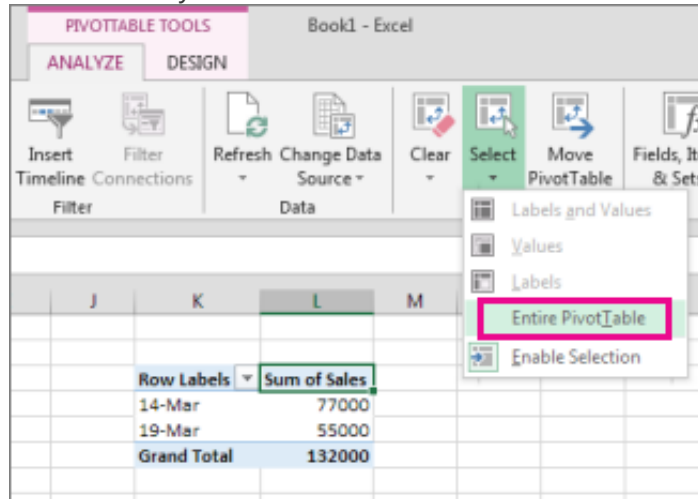 PIVOTTABLE TOOLS Book1 - Excel
ANALYZE DESIGN
Insert Filter Refresh Change Data Clear Select Move Fields,
Timeline Connections Source PivotTable &
Filter Data
Labels and Values
Values
Labels
Entire PivotTable
Enable Selection
J K L M
Row Labels Sum of Sales
14-Mar 77000
19-Mar 55000
Grand Total 132000